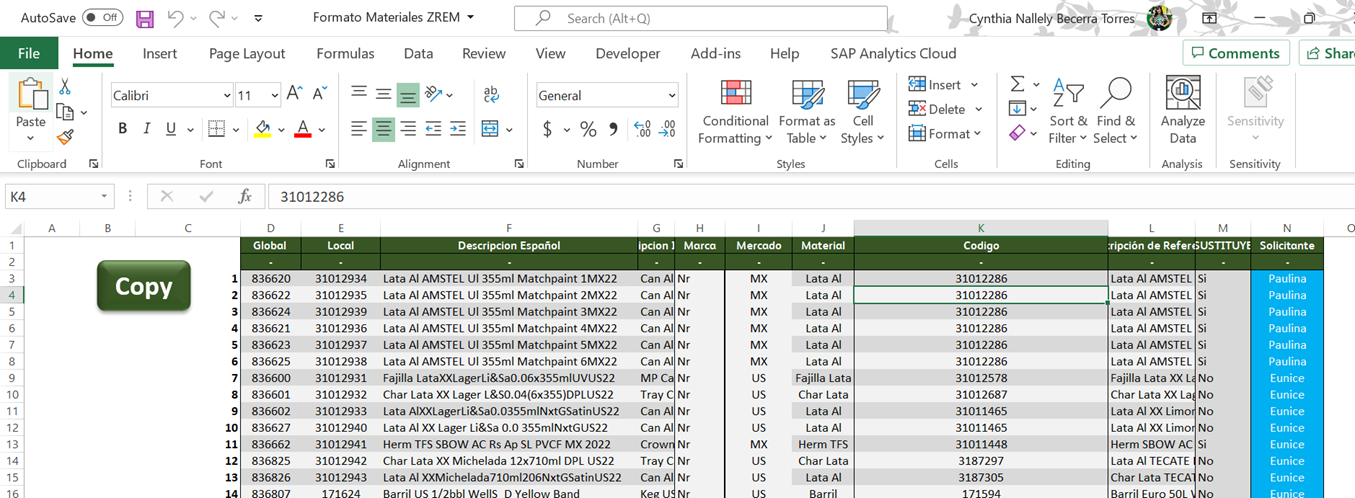 AutoSave Off Formato Materiales ZREM Search (Alt+Q) Cynthia Nallely Becerra Torres
File Home Insert Page Layout Formulas Data Review View Developer Add-ins Help SAP Analytics Cloud Comments Share
Paste Calibri 11 A A ab c General Conditional Formatting Format as Table Cell Styles Insert Delete Format Sort & Filter Find & Select Analyze Data Sensitivity
B I U A $ % .00
Clipboard Font Alignment Number Styles Cells Editing Analysis Sensitivity
K4 fx 31012286
A B C D E F G H I J K L M N O
1 Global Local Descripcion Español ipcion I Marca Mercado Material Codigo ripción de Refere SUSTITUYE Solicitante
2 - - - - - - - - - - -
Copy
3 1 836620 31012934 Lata Al AMSTEL Ul 355ml Matchpaint 1MX22 Can Al Nr MX Lata Al 31012286 Lata Al AMSTEL Si Paulina
4 2 836622 31012935 Lata Al AMSTEL Ul 355ml Matchpaint 2MX22 Can Al Nr MX Lata Al 31012286 Lata Al AMSTEL Si Paulina
5 3 836624 31012939 Lata Al AMSTEL Ul 355ml Matchpaint 3MX22 Can Al Nr MX Lata Al 31012286 Lata Al AMSTEL Si Paulina
6 4 836621 31012936 Lata Al AMSTEL Ul 355ml Matchpaint 4MX22 Can Al Nr MX Lata Al 31012286 Lata Al AMSTEL Si Paulina
7 5 836623 31012937 Lata Al AMSTEL Ul 355ml Matchpaint 5MX22 Can Al Nr MX Lata Al 31012286 Lata Al AMSTEL Si Paulina
8 6 836625 31012938 Lata Al AMSTEL Ul 355ml Matchpaint 6MX22 Can Al Nr MX Lata Al 31012286 Lata Al AMSTEL Si Paulina
9 7 836600 31012931 Fajilla LataXXLagerLi&Sa0.06x355mlUVUS22 MP Ca Nr US Fajilla Lata 31012578 Fajilla Lata XX La No Eunice
10 8 836601 31012932 Char Lata XX Lager L&S0.04(6x355)DPLUS22 Tray C Nr US Char Lata 31012687 Char Lata XX Lag No Eunice
11 9 836602 31012933 Lata AlXXLagerLi&Sa0.0355mlNxtGSatinUS22 Can Al Nr US Lata Al 31011465 Lata Al XX Limor No Eunice
12 10 836627 31012940 Lata Al XX Lager Li&Sa 0.0 355mlNxtGUS22 Can Al Nr US Lata Al 31011465 Lata Al XX Limor No Eunice
13 11 836662 31012941 Herm TFS SBOW AC Rs Ap SL PVCF MX 2022 Crown Nr MX Herm TFS 31011448 Herm SBOW AC Si Eunice
14 12 836825 31012942 Char Lata XX Michelada 12x710ml DPL US22 Tray C Nr US Char Lata 3187297 Lata Al TECATE No Eunice
15 13 836826 31012943 Lata AlXXMichelada710ml206NxtGSatinUS22 Can Al Nr US Lata Al 3187305 Char Lata TECAT No Eunice
16 14 836807 171624 Barril US 1/2bbl WellS D Yellow Band Keg US Nr US Barril 171594 Barril Euro 50L No Eunice